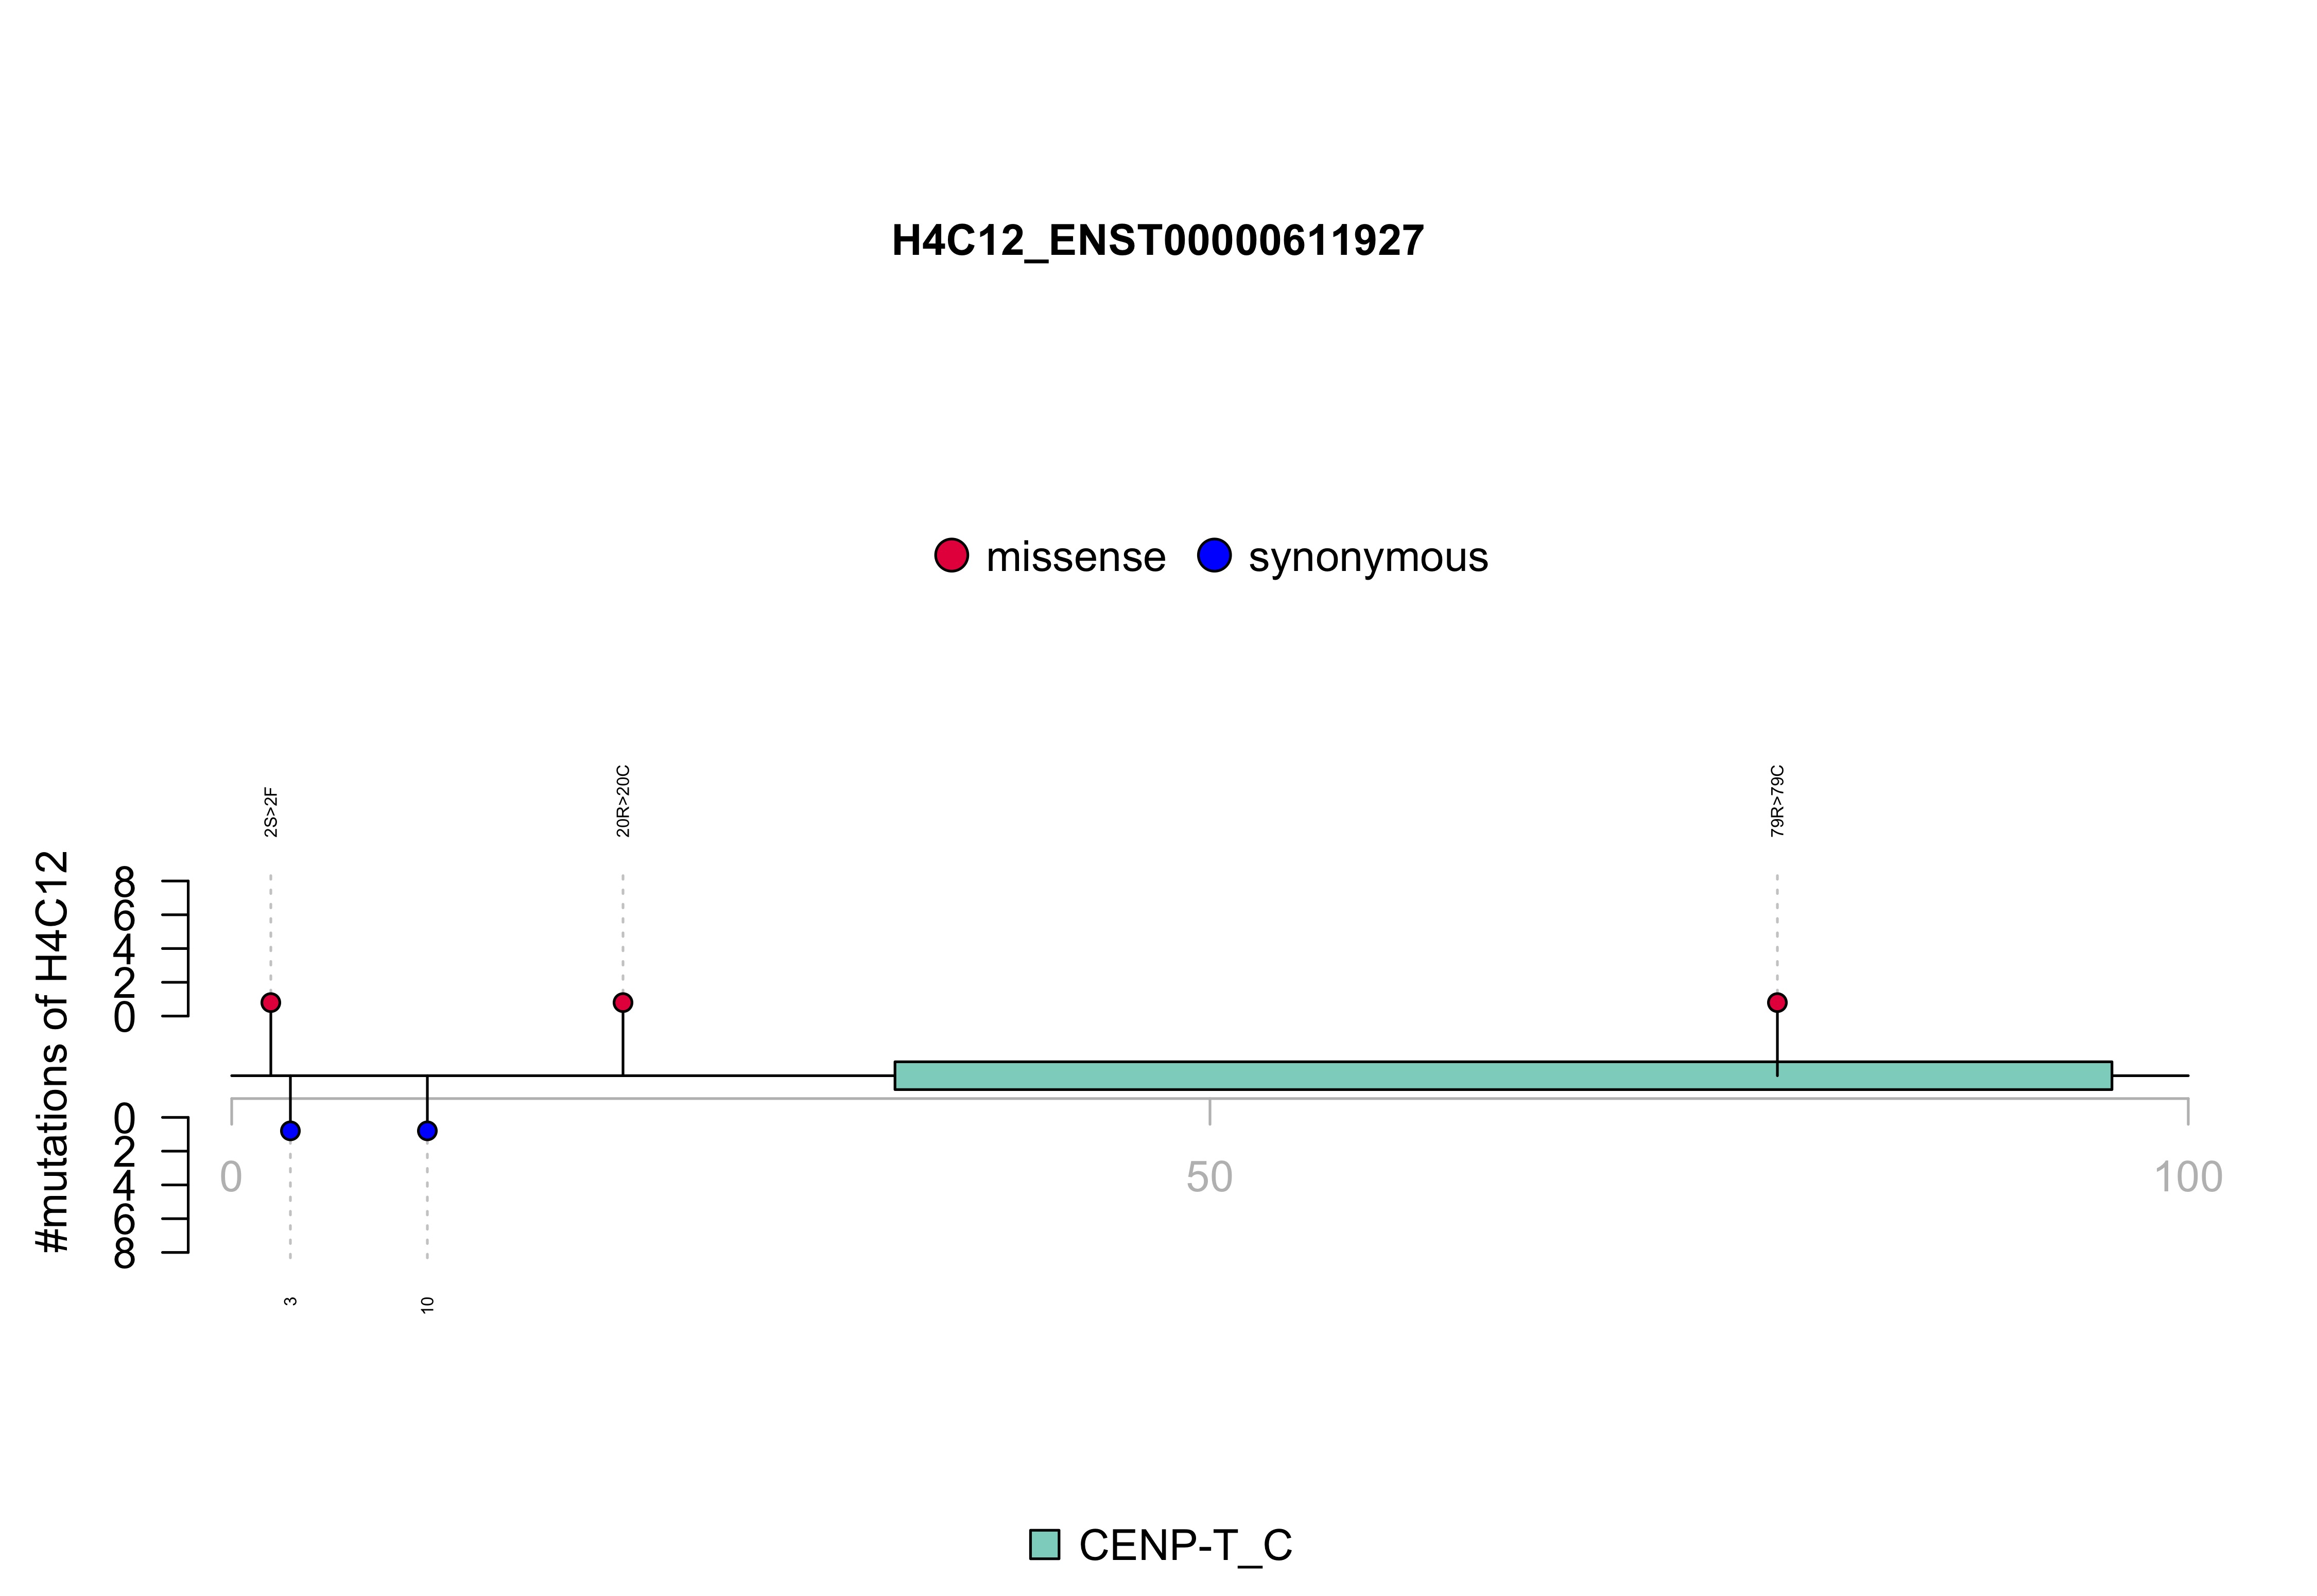 H4C12_ENST00000611927
missense synonymous
2S>2F
20R>20C
79R>79C
#mutations of H4C12
8
6
4
2
0
0
2
4
6
8
0 50 100
3
10
CENP-T_C